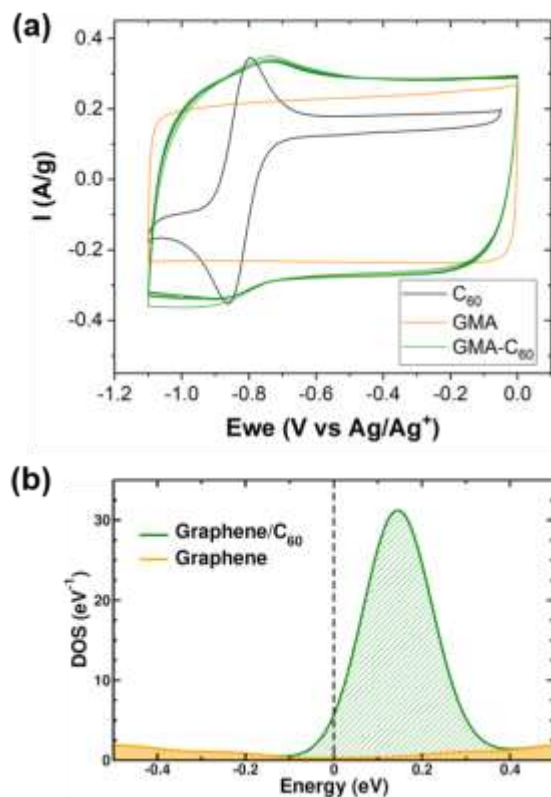 (a)
0.4
0.2
0.0
-0.2
-0.4
I (A/g)
C₆₀
GMA
GMA-C₆₀
-1.2 -1.0 -0.8 -0.6 -0.4 -0.2 0.0
Ewe (V vs Ag/Ag⁺)
(b)
30
20
10
0
DOS (eV⁻¹)
Graphene/C₆₀
Graphene
-0.4 -0.2 0 0.2 0.4
Energy (eV)